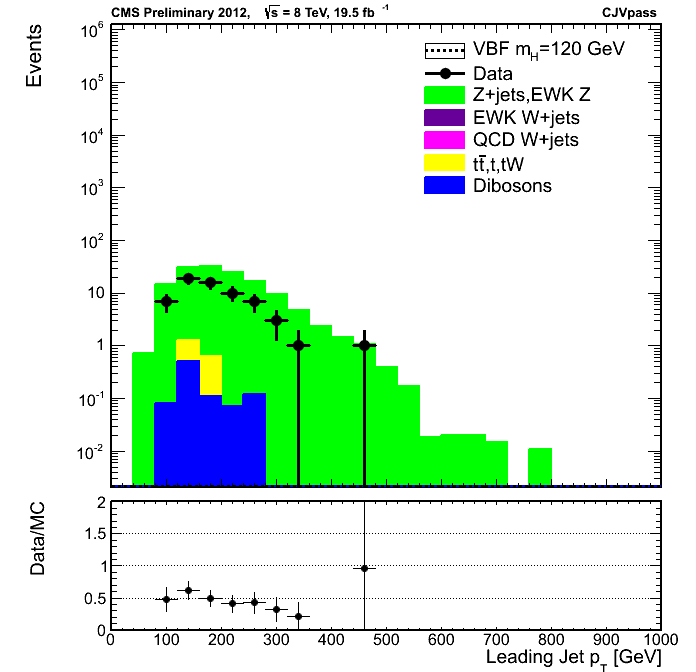 CMS Preliminary 2012, √s = 8 TeV, 19.5 fb⁻¹ CJVpass
Events
10⁶
10⁵
10⁴
10³
10²
10
1
10⁻¹
10⁻²
VBF m_H=120 GeV
Data
Z+jets,EWK Z
EWK W+jets
QCD W+jets
tt̄,t,tW
Dibosons
Data/MC
2
1.5
1
0.5
0
0 100 200 300 400 500 600 700 800 900 1000
Leading Jet p_T [GeV]